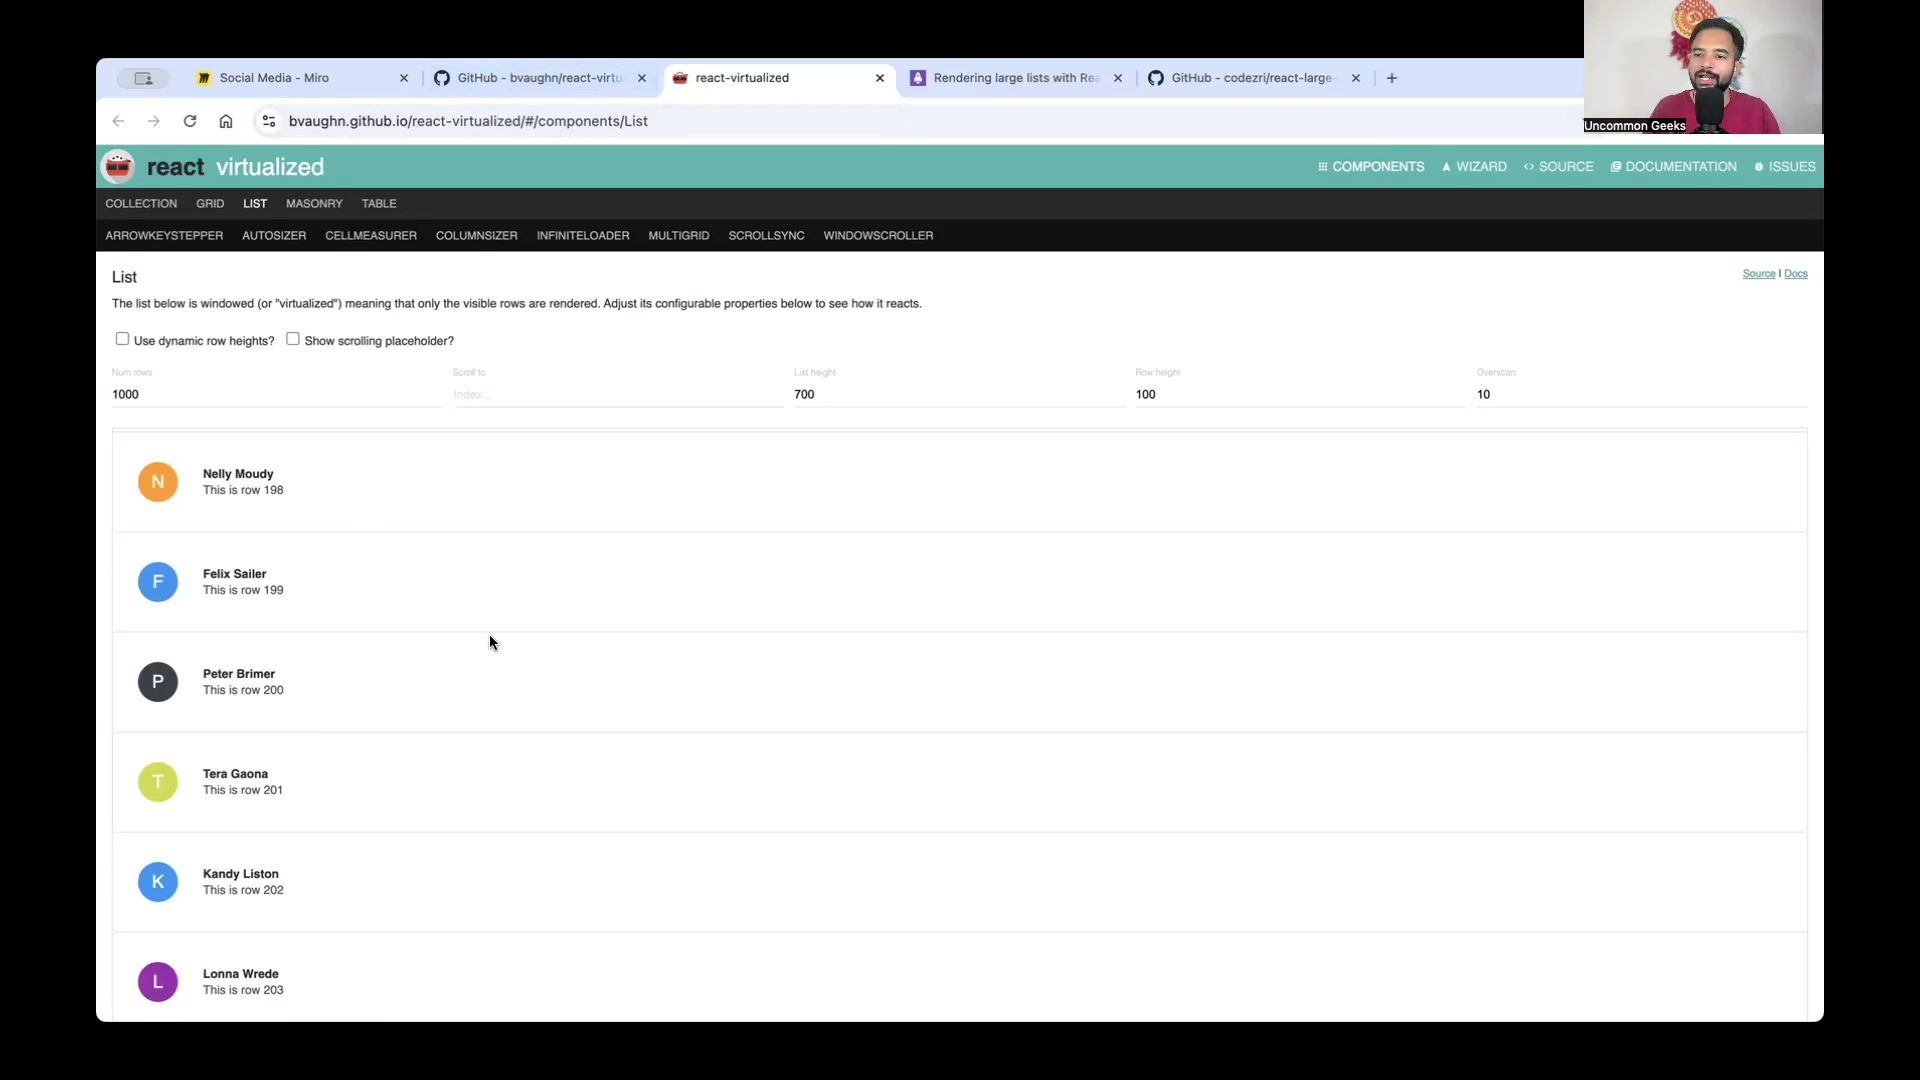 Social Media - Miro
GitHub - bvaughn/react-virtu
react-virtualized
Rendering large lists with Rea
GitHub - codezri/react-large-
bvaughn.github.io/react-virtualized/#/components/List
Uncommon Geeks
react virtualized
COMPONENTS WIZARD SOURCE DOCUMENTATION ISSUES
COLLECTION GRID LIST MASONRY TABLE
ARROWKEYSTEPPER AUTOSIZER CELLMEASURER COLUMNSIZER INFINITELOADER MULTIGRID SCROLLSYNC WINDOWSCROLLER
List
Source | Docs
The list below is windowed (or "virtualized") meaning that only the visible rows are rendered. Adjust its configurable properties below to see how it reacts.
Use dynamic row heights? Show scrolling placeholder?
Num rows Scroll to List height Row height Overscan
1000 Index... 700 100 10
N
Nelly Moudy
This is row 198
F
Felix Sailer
This is row 199
P
Peter Brimer
This is row 200
T
Tera Gaona
This is row 201
K
Kandy Liston
This is row 202
L
Lonna Wrede
This is row 203